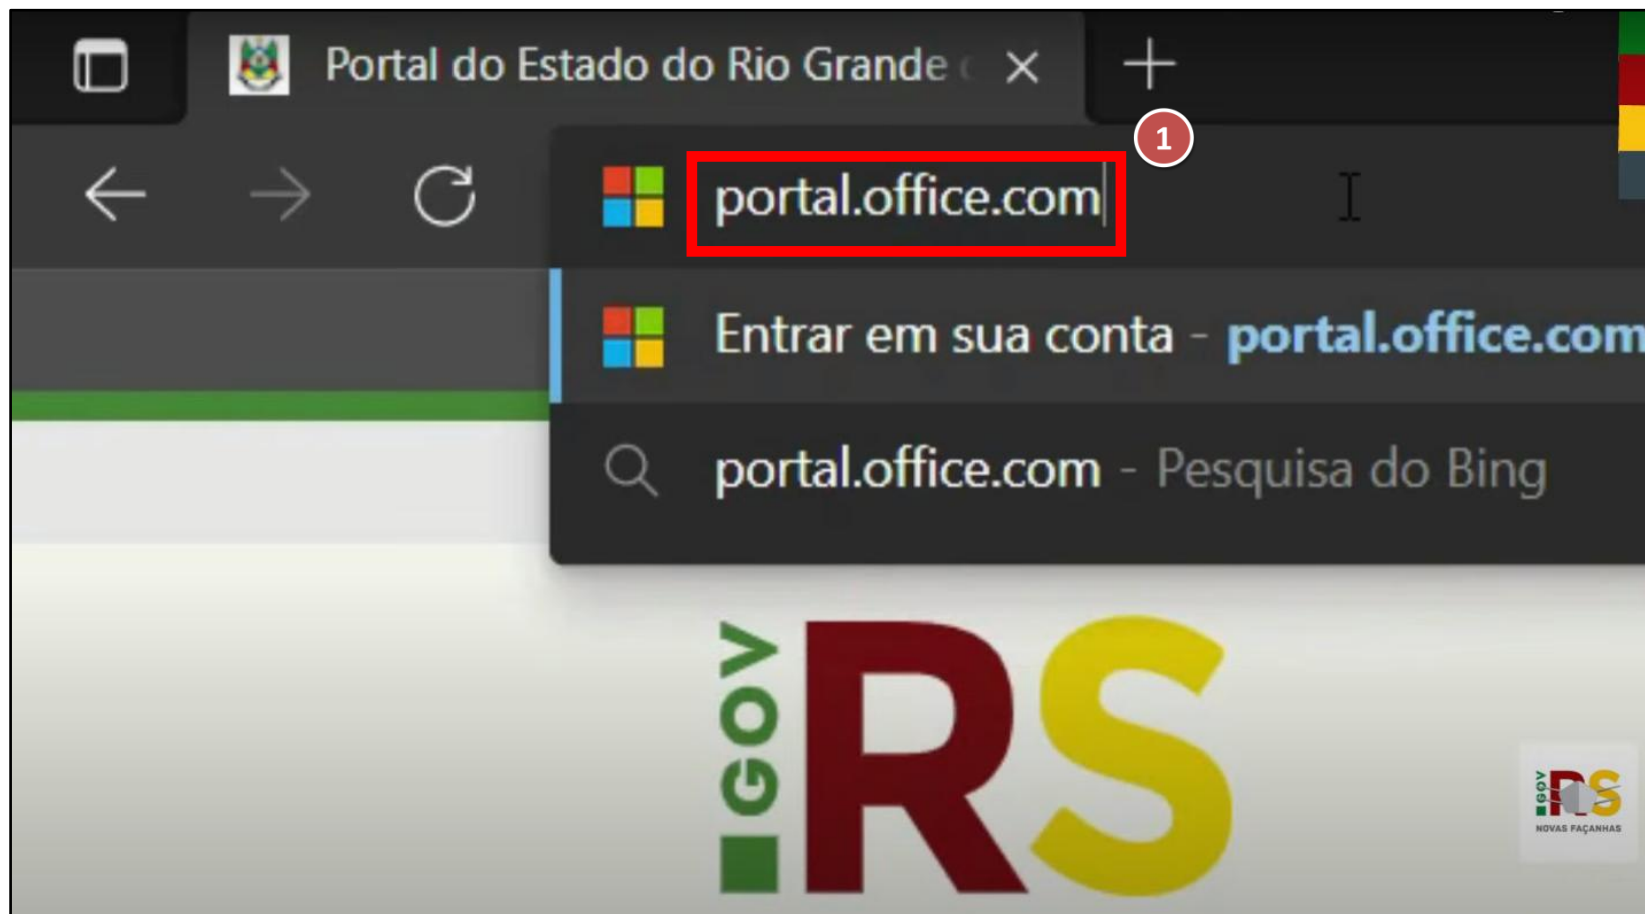 Portal do Estado do Rio Grande
1
portal.office.com
Entrar em sua conta - portal.office.com
portal.office.com - Pesquisa do Bing
.GOV
RS
.GOV
RS
NOVAS FAÇANHAS